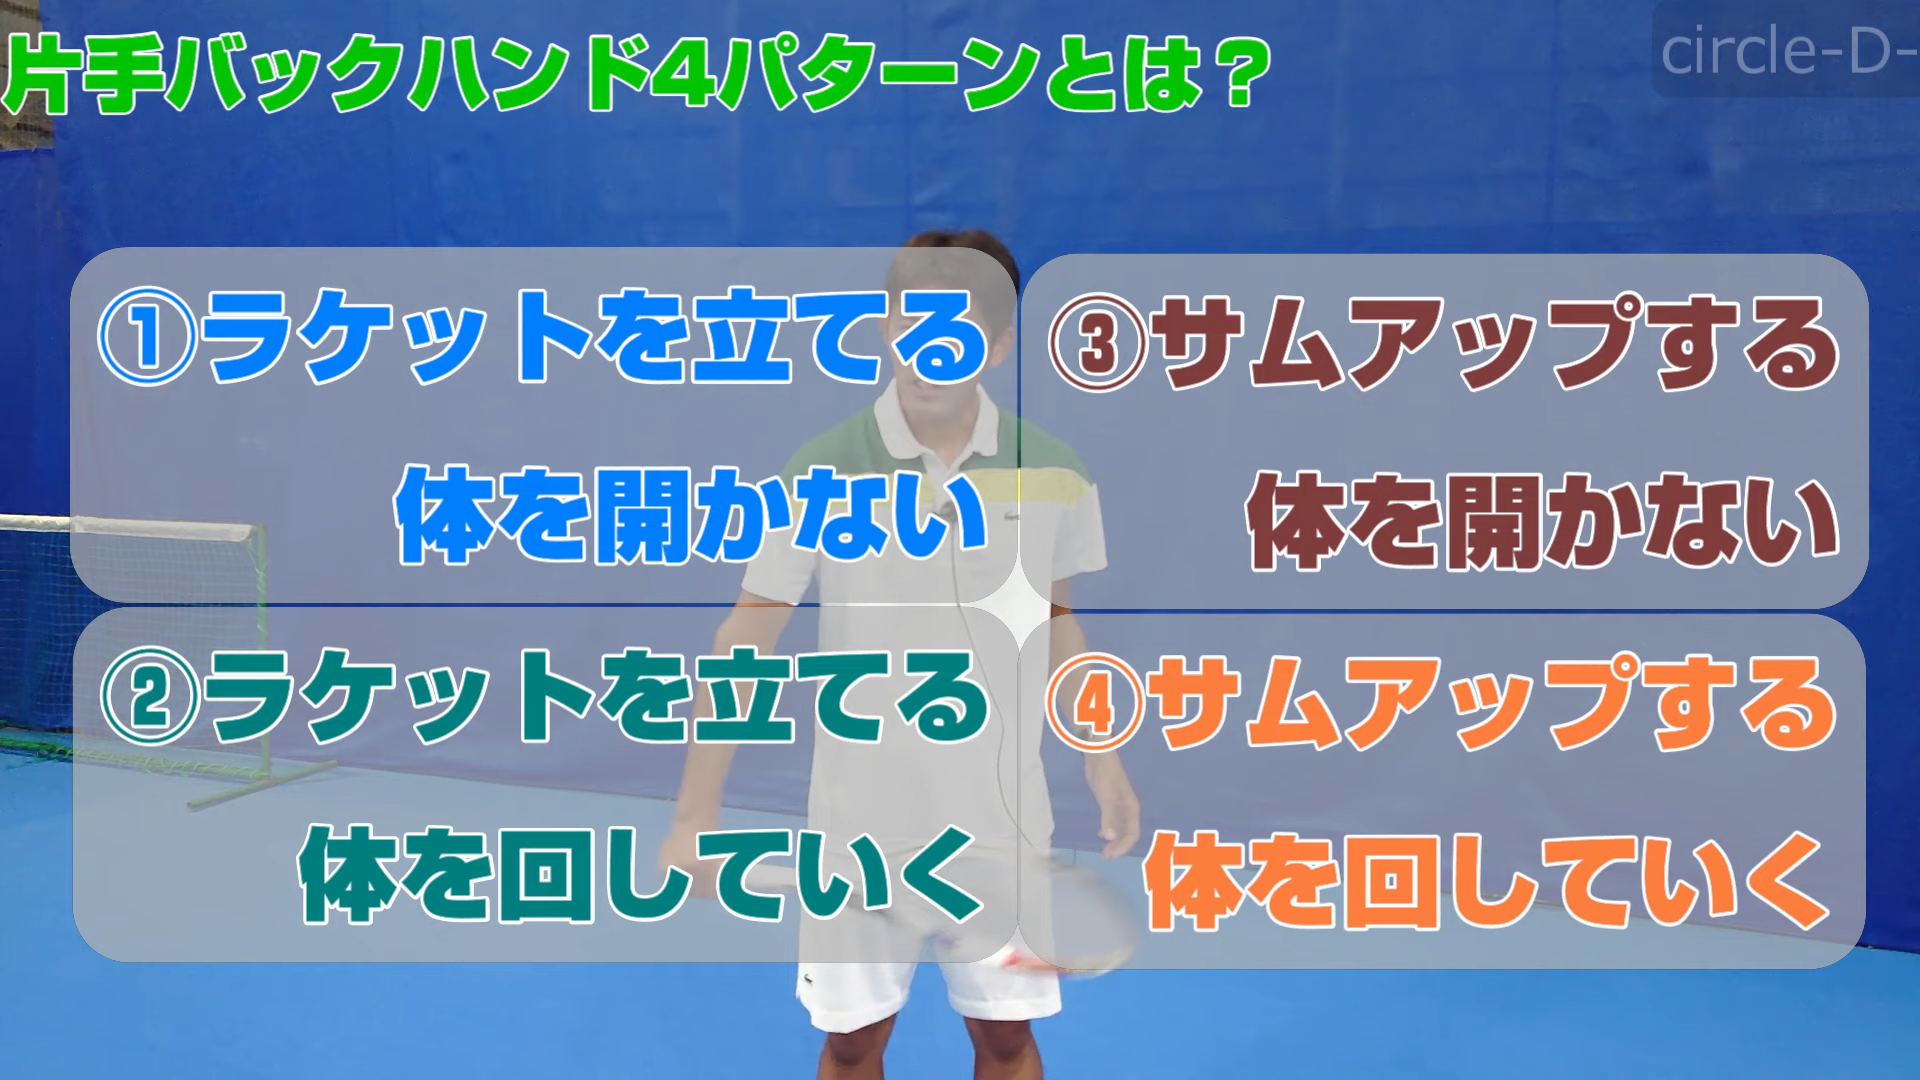 片手バックハンド4パターンとは？
circle-D-
①ラケットを立てる
体を開かない
②ラケットを立てる
体を回していく
③サムアップする
体を開かない
④サムアップする
体を回していく